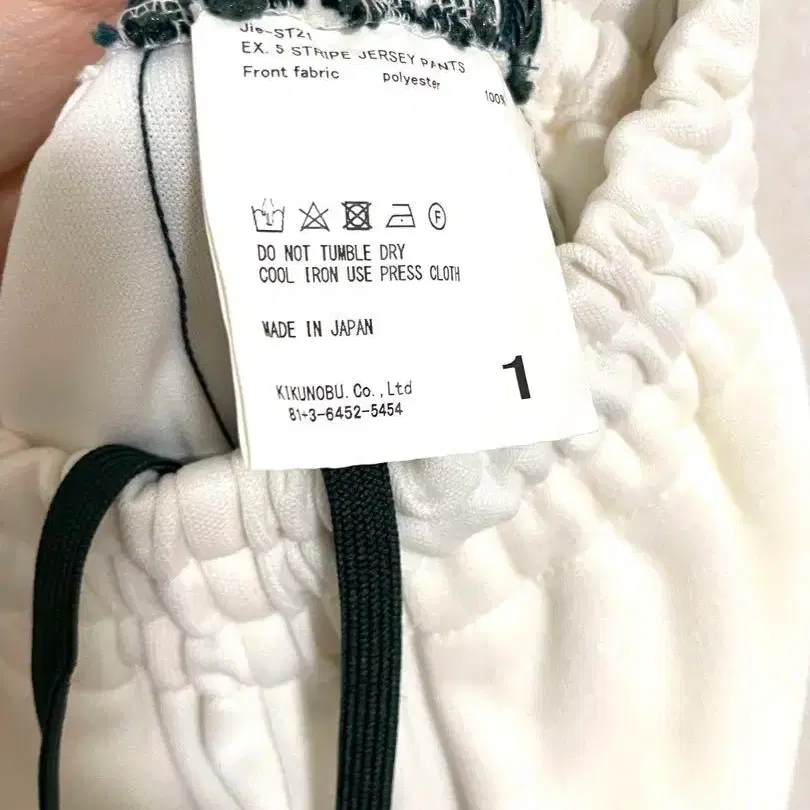 Jie-ST21
EX. 5 STRIPE JERSEY PANTS
Front fabric polyester 100%
F
DO NOT TUMBLE DRY
COOL IRON USE PRESS CLOTH
MADE IN JAPAN
KIKUNOBU. Co.,Ltd
81+3-6452-5454
1